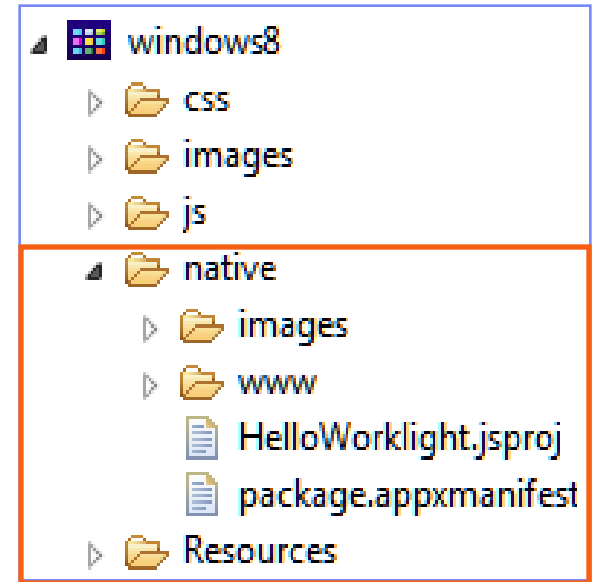 windows8
css
images
js
native
images
www
HelloWorklight.jsproj
package.appxmanifest
Resources